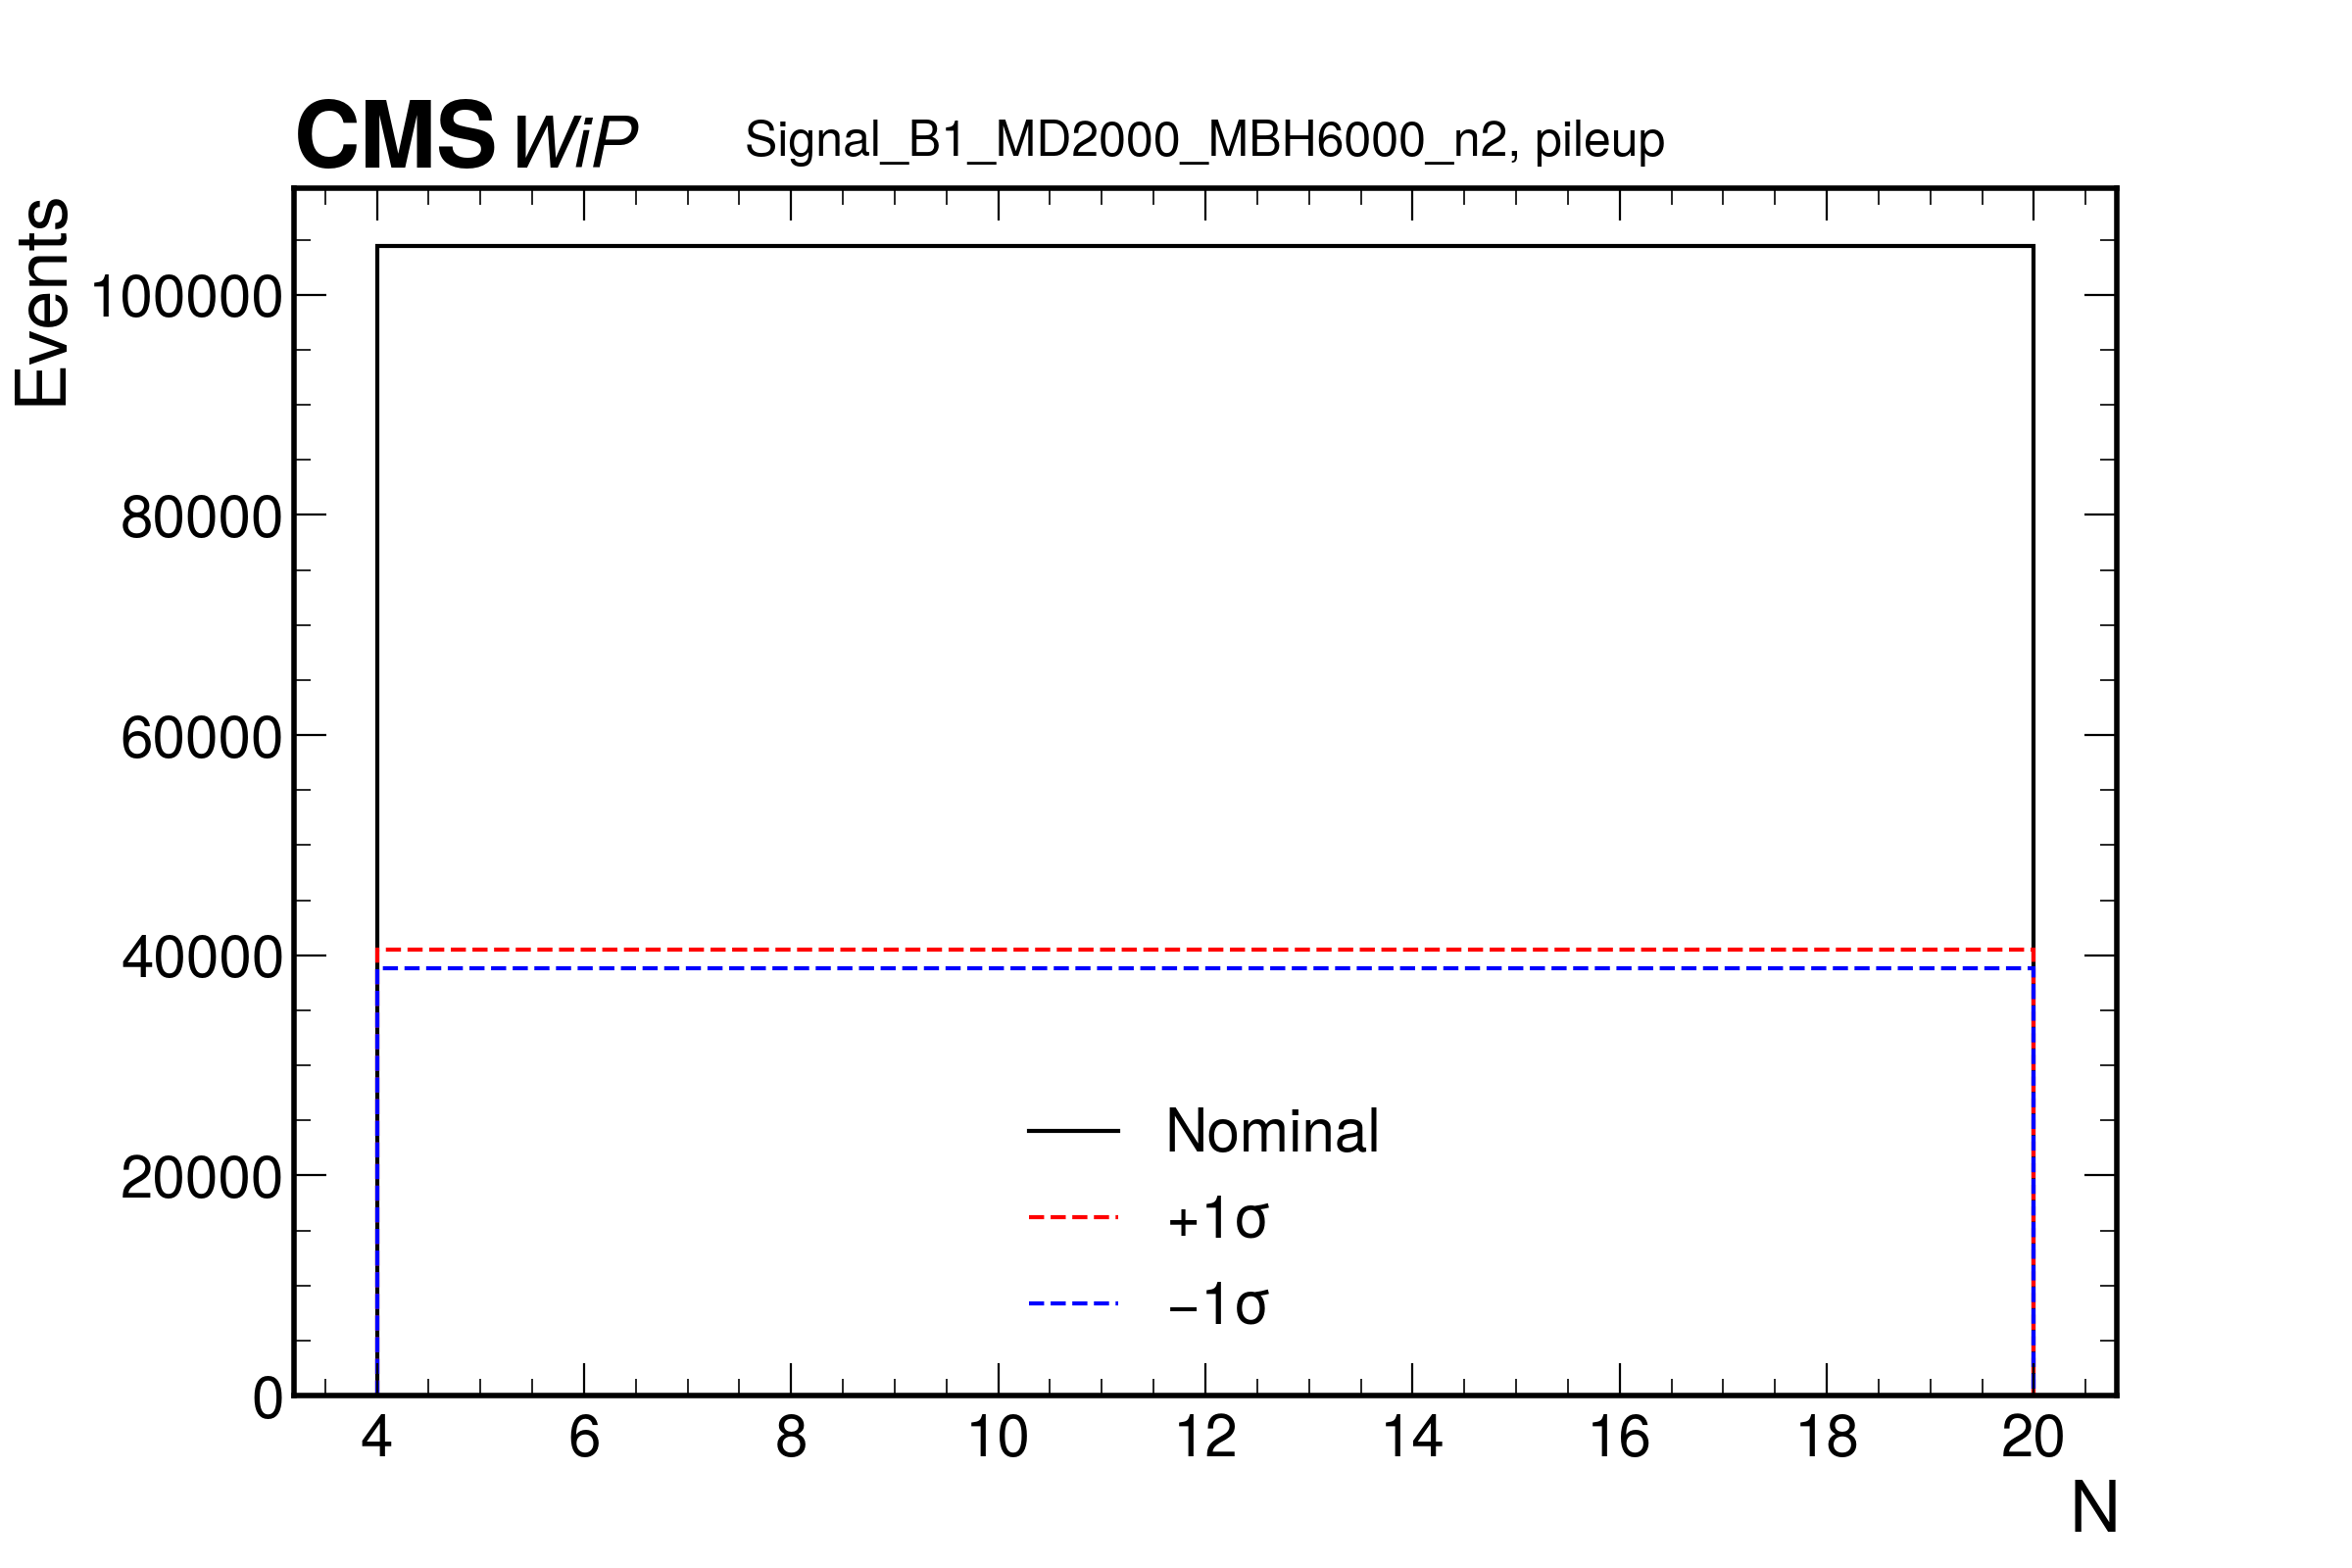 CMS WiP Signal_B1_MD2000_MBH6000_n2, pileup
Events
100000
80000
60000
40000
20000
0
Nominal
+1σ
−1σ
4 6 8 10 12 14 16 18 20
N